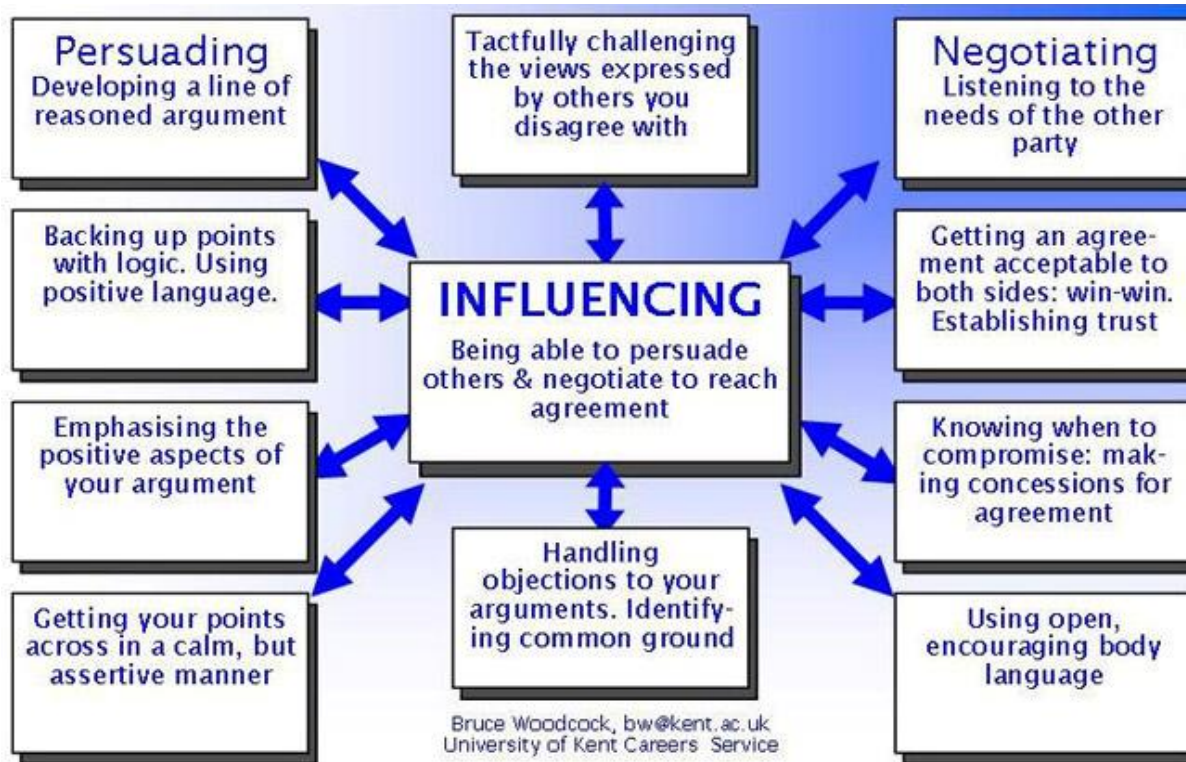 Persuading
Developing a line of
reasoned argument
Tactfully challenging
the views expressed
by others you
disagree with
Negotiating
Listening to the
needs of the other
party
Backing up points
with logic. Using
positive language.
INFLUENCING
Being able to persuade
others & negotiate to reach
agreement
Getting an agree-
ment acceptable to
both sides: win-win.
Establishing trust
Emphasising the
positive aspects of
your argument
Knowing when to
compromise: mak-
ing concessions for
agreement
Getting your points
across in a calm, but
assertive manner
Handling
objections to your
arguments. Identify-
ing common ground
Using open,
encouraging body
language
Bruce Woodcock, bw@kent.ac.uk
University of Kent Careers Service